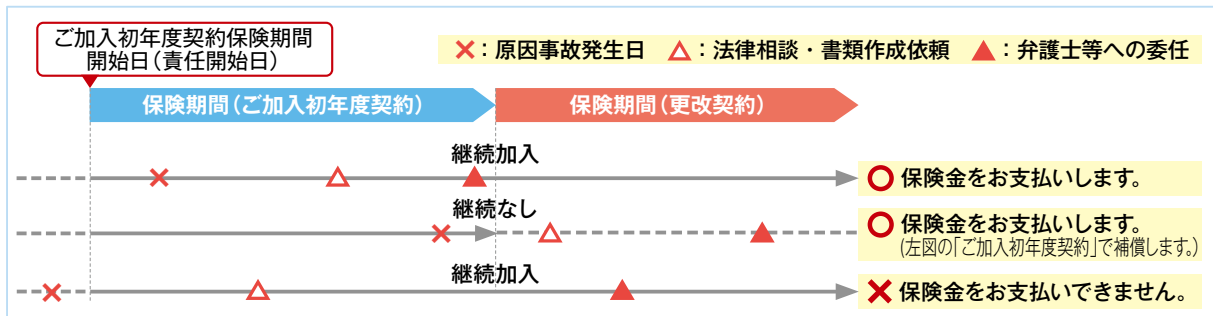 ご加入初年度契約保険期間
開始日(責任開始日)
×：原因事故発生日 △：法律相談・書類作成依頼 ▲：弁護士等への委任
保険期間(ご加入初年度契約)
保険期間(更改契約)
継続加入
保険金をお支払いします。
継続なし
保険金をお支払いします。
(左図の「ご加入初年度契約」で補償します。)
継続加入
保険金をお支払いできません。